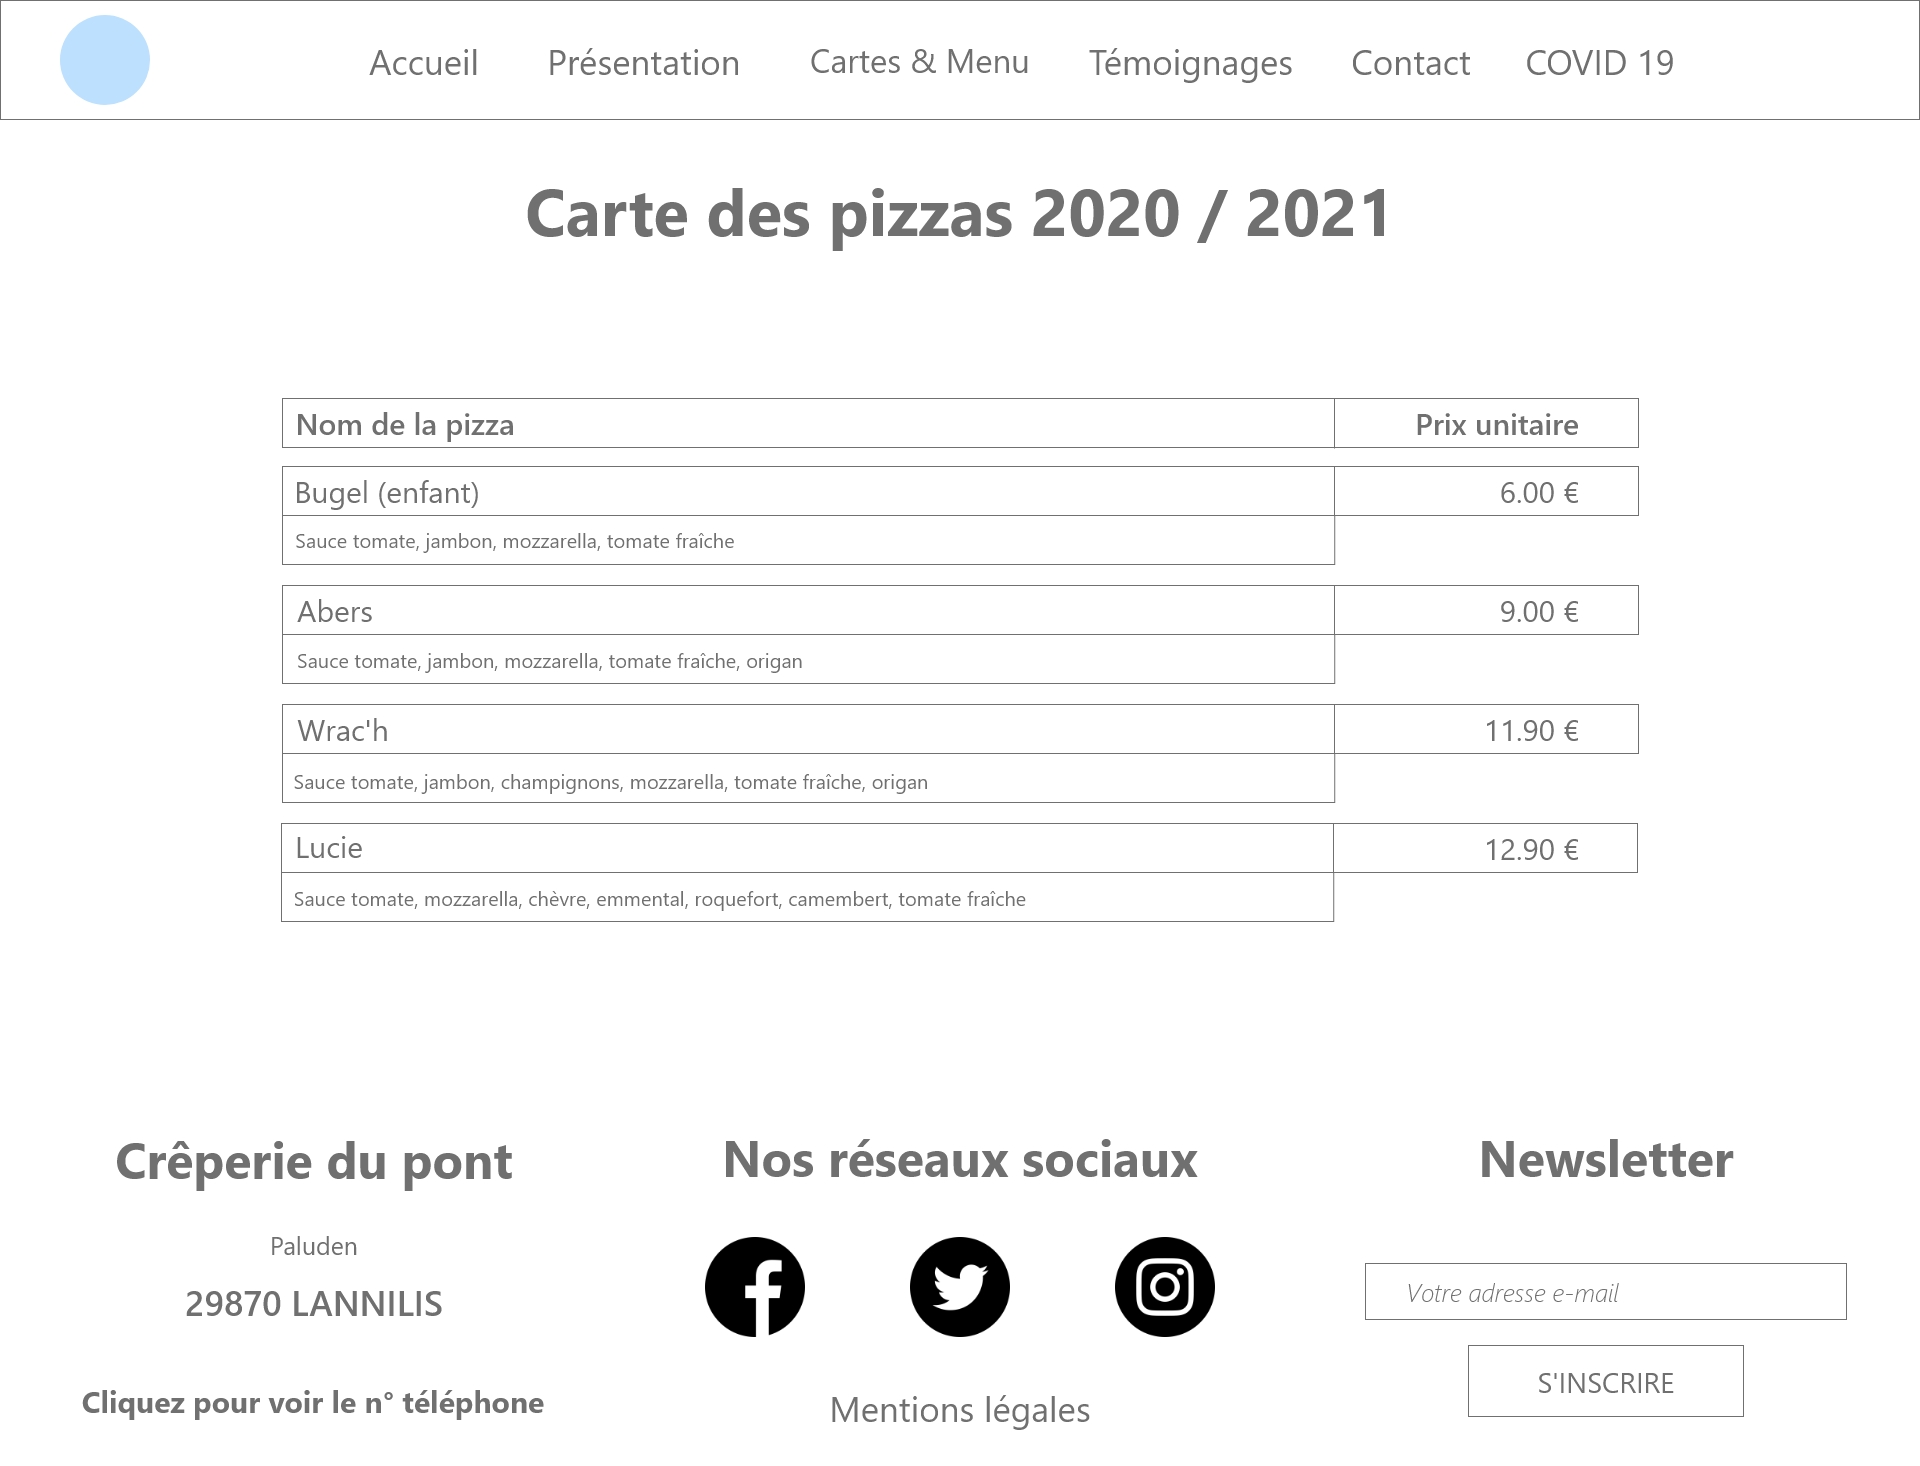 Accueil Présentation Cartes & Menu Témoignages Contact COVID 19
Carte des pizzas 2020 / 2021
Nom de la pizza Prix unitaire
Bugel (enfant) 6.00 €
Sauce tomate, jambon, mozzarella, tomate fraîche
Abers 9.00 €
Sauce tomate, jambon, mozzarella, tomate fraîche, origan
Wrac'h 11.90 €
Sauce tomate, jambon, champignons, mozzarella, tomate fraîche, origan
Lucie 12.90 €
Sauce tomate, mozzarella, chèvre, emmental, roquefort, camembert, tomate fraîche
Crêperie du pont
Paluden
29870 LANNILIS
Cliquez pour voir le n° téléphone
Nos réseaux sociaux
Mentions légales
Newsletter
Votre adresse e-mail
S'INSCRIRE